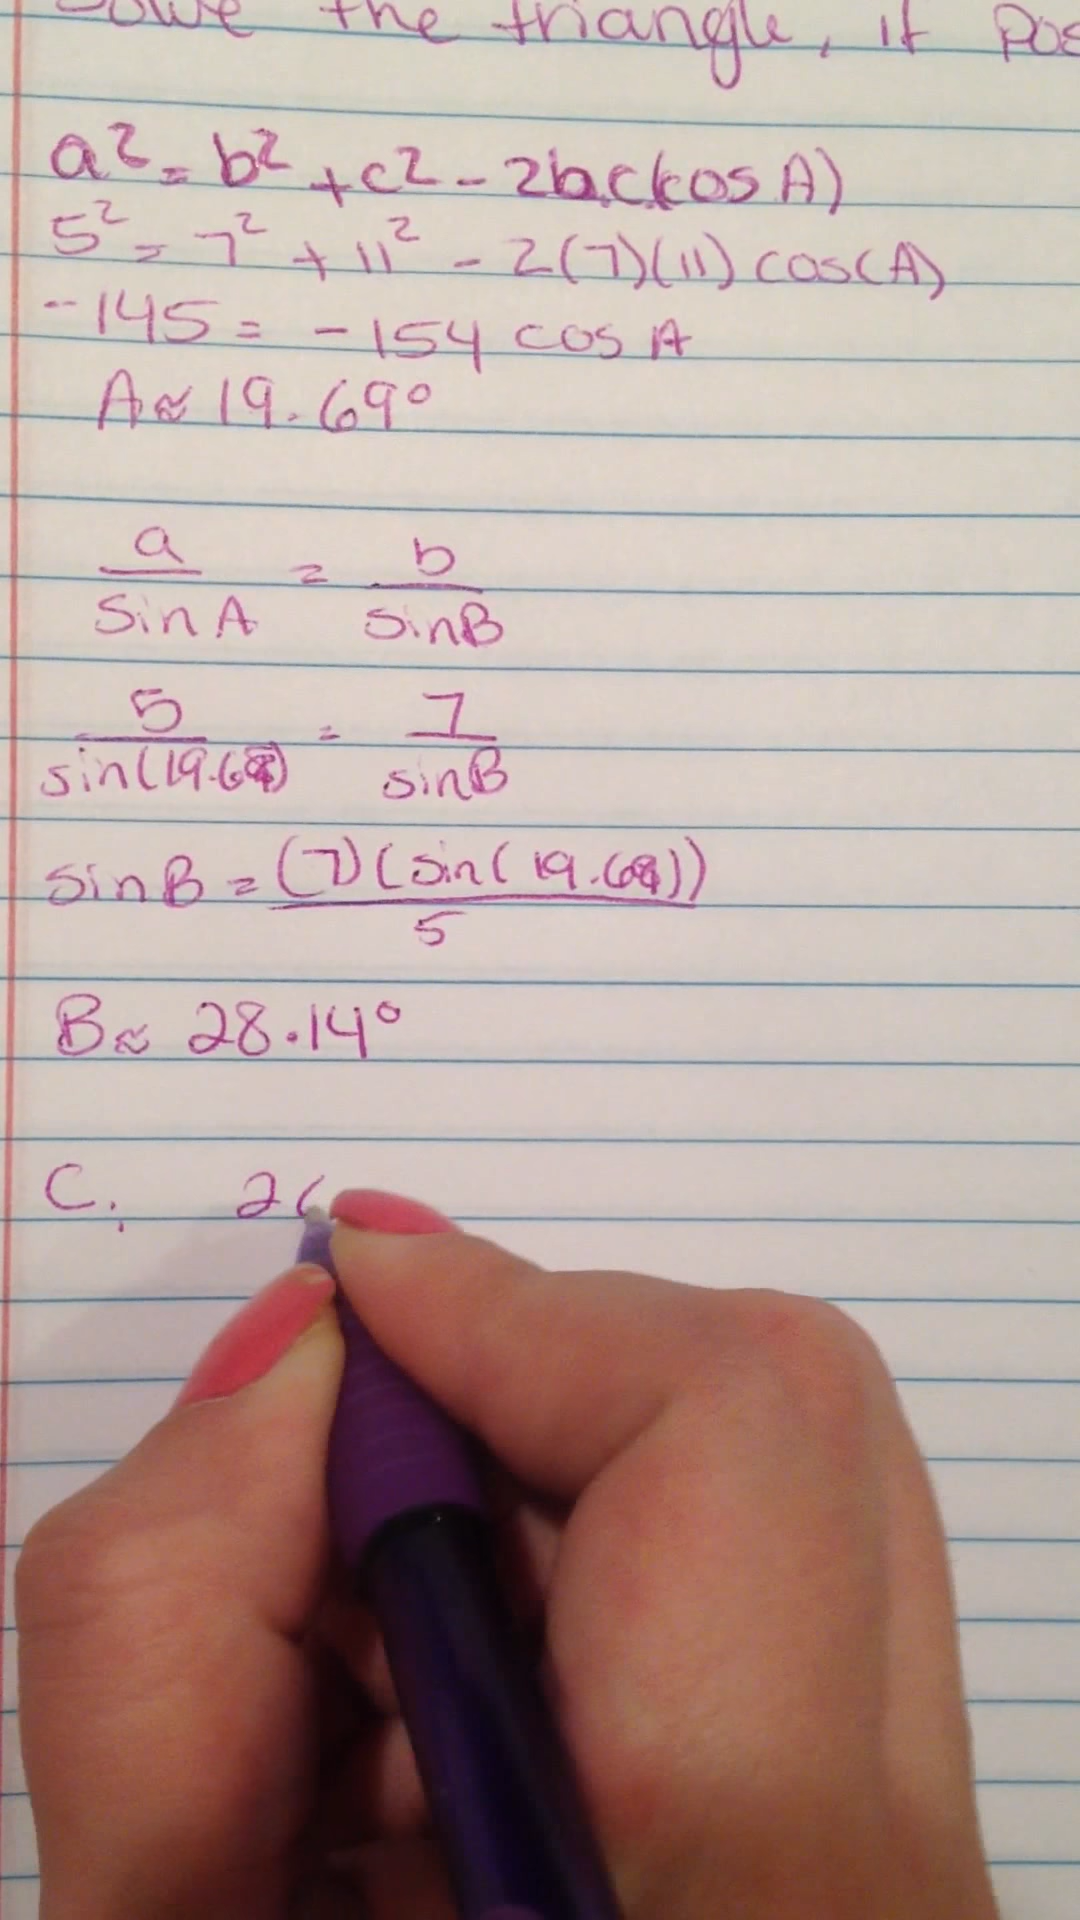 the triangle, if
a² = b² + c² - 2bc(cos A)
5² = 7² + 11² - 2(7)(11) cos(A)
-145 = -154 cos A
A ≈ 19.69°
a/sin A = b/sin B
5/sin(19.69) = 7/sin B
sin B = (7)(sin(19.69))/5
B ≈ 28.14°
C: